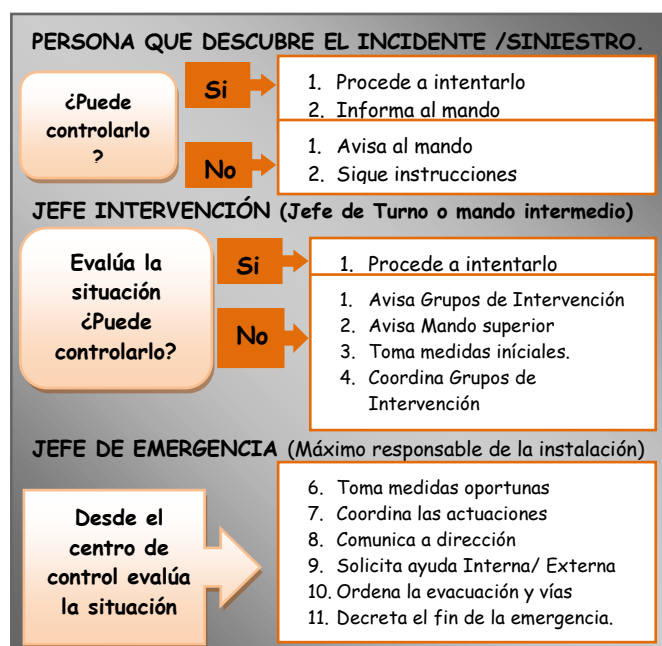 PERSONA QUE DESCUBRE EL INCIDENTE /SINIESTRO.
¿Puede
controlarlo
?
Si
1. Procede a intentarlo
2. Informa al mando
No
1. Avisa al mando
2. Sigue instrucciones
JEFE INTERVENCIÓN (Jefe de Turno o mando intermedio)
Evalúa la
situación
¿Puede
controlarlo?
Si
1. Procede a intentarlo
No
1. Avisa Grupos de Intervención
2. Avisa Mando superior
3. Toma medidas iníciales.
4. Coordina Grupos de
Intervención
JEFE DE EMERGENCIA (Máximo responsable de la instalación)
Desde el
centro de
control evalúa
la situación
6. Toma medidas oportunas
7. Coordina las actuaciones
8. Comunica a dirección
9. Solicita ayuda Interna/ Externa
10. Ordena la evacuación y vías
11. Decreta el fin de la emergencia.